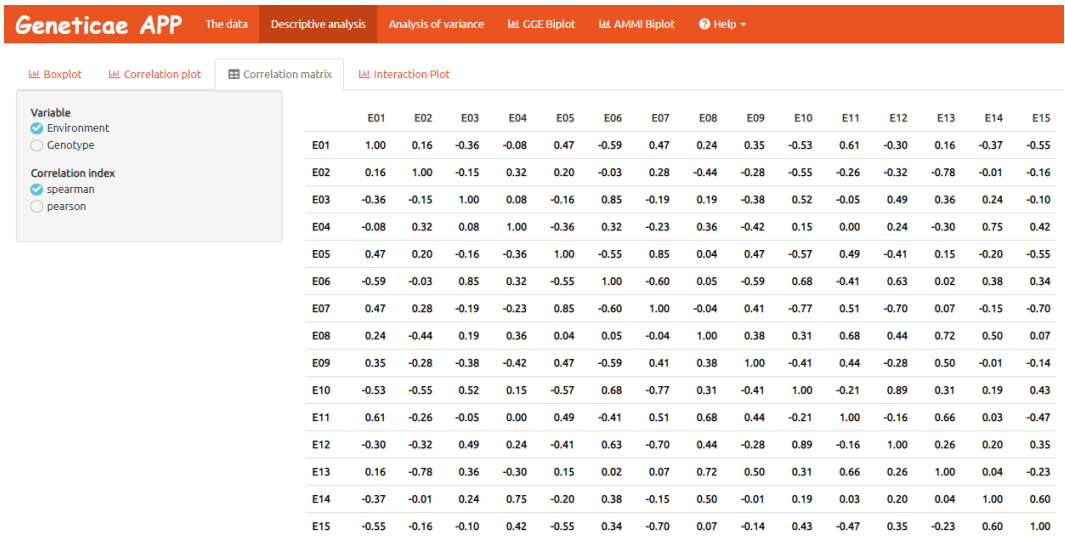 Geneticae APP The data Descriptive analysis Analysis of variance GGE Biplot AMMI Biplot Help
Boxplot Correlation plot Correlation matrix Interaction Plot
Variable
Environment
Genotype
Correlation index
spearman
pearson
E01 E02 E03 E04 E05 E06 E07 E08 E09 E10 E11 E12 E13 E14 E15
E01 1.00 0.16 -0.36 -0.08 0.47 -0.59 0.47 0.24 0.35 -0.53 0.61 -0.30 0.16 -0.37 -0.55
E02 0.16 1.00 -0.15 0.32 0.20 -0.03 0.28 -0.44 -0.28 -0.55 -0.26 -0.32 -0.78 -0.01 -0.16
E03 -0.36 -0.15 1.00 0.08 -0.16 0.85 -0.19 0.19 -0.38 0.52 -0.05 0.49 0.36 0.24 -0.10
E04 -0.08 0.32 0.08 1.00 -0.36 0.32 -0.23 0.36 -0.42 0.15 0.00 0.24 -0.30 0.75 0.42
E05 0.47 0.20 -0.16 -0.36 1.00 -0.55 0.85 0.04 0.47 -0.57 0.49 -0.41 0.15 -0.20 -0.55
E06 -0.59 -0.03 0.85 0.32 -0.55 1.00 -0.60 0.05 -0.59 0.68 -0.41 0.63 0.02 0.38 0.34
E07 0.47 0.28 -0.19 -0.23 0.85 -0.60 1.00 -0.04 0.41 -0.77 0.51 -0.70 0.07 -0.15 -0.70
E08 0.24 -0.44 0.19 0.36 0.04 0.05 -0.04 1.00 0.38 0.31 0.68 0.44 0.72 0.50 0.07
E09 0.35 -0.28 -0.38 -0.42 0.47 -0.59 0.41 0.38 1.00 -0.41 0.44 -0.28 0.50 -0.01 -0.14
E10 -0.53 -0.55 0.52 0.15 -0.57 0.68 -0.77 0.31 -0.41 1.00 -0.21 0.89 0.31 0.19 0.43
E11 0.61 -0.26 -0.05 0.00 0.49 -0.41 0.51 0.68 0.44 -0.21 1.00 -0.16 0.66 0.03 -0.47
E12 -0.30 -0.32 0.49 0.24 -0.41 0.63 -0.70 0.44 -0.28 0.89 -0.16 1.00 0.26 0.20 0.35
E13 0.16 -0.78 0.36 -0.30 0.15 0.02 0.07 0.72 0.50 0.31 0.66 0.26 1.00 0.04 -0.23
E14 -0.37 -0.01 0.24 0.75 -0.20 0.38 -0.15 0.50 -0.01 0.19 0.03 0.20 0.04 1.00 0.60
E15 -0.55 -0.16 -0.10 0.42 -0.55 0.34 -0.70 0.07 -0.14 0.43 -0.47 0.35 -0.23 0.60 1.00